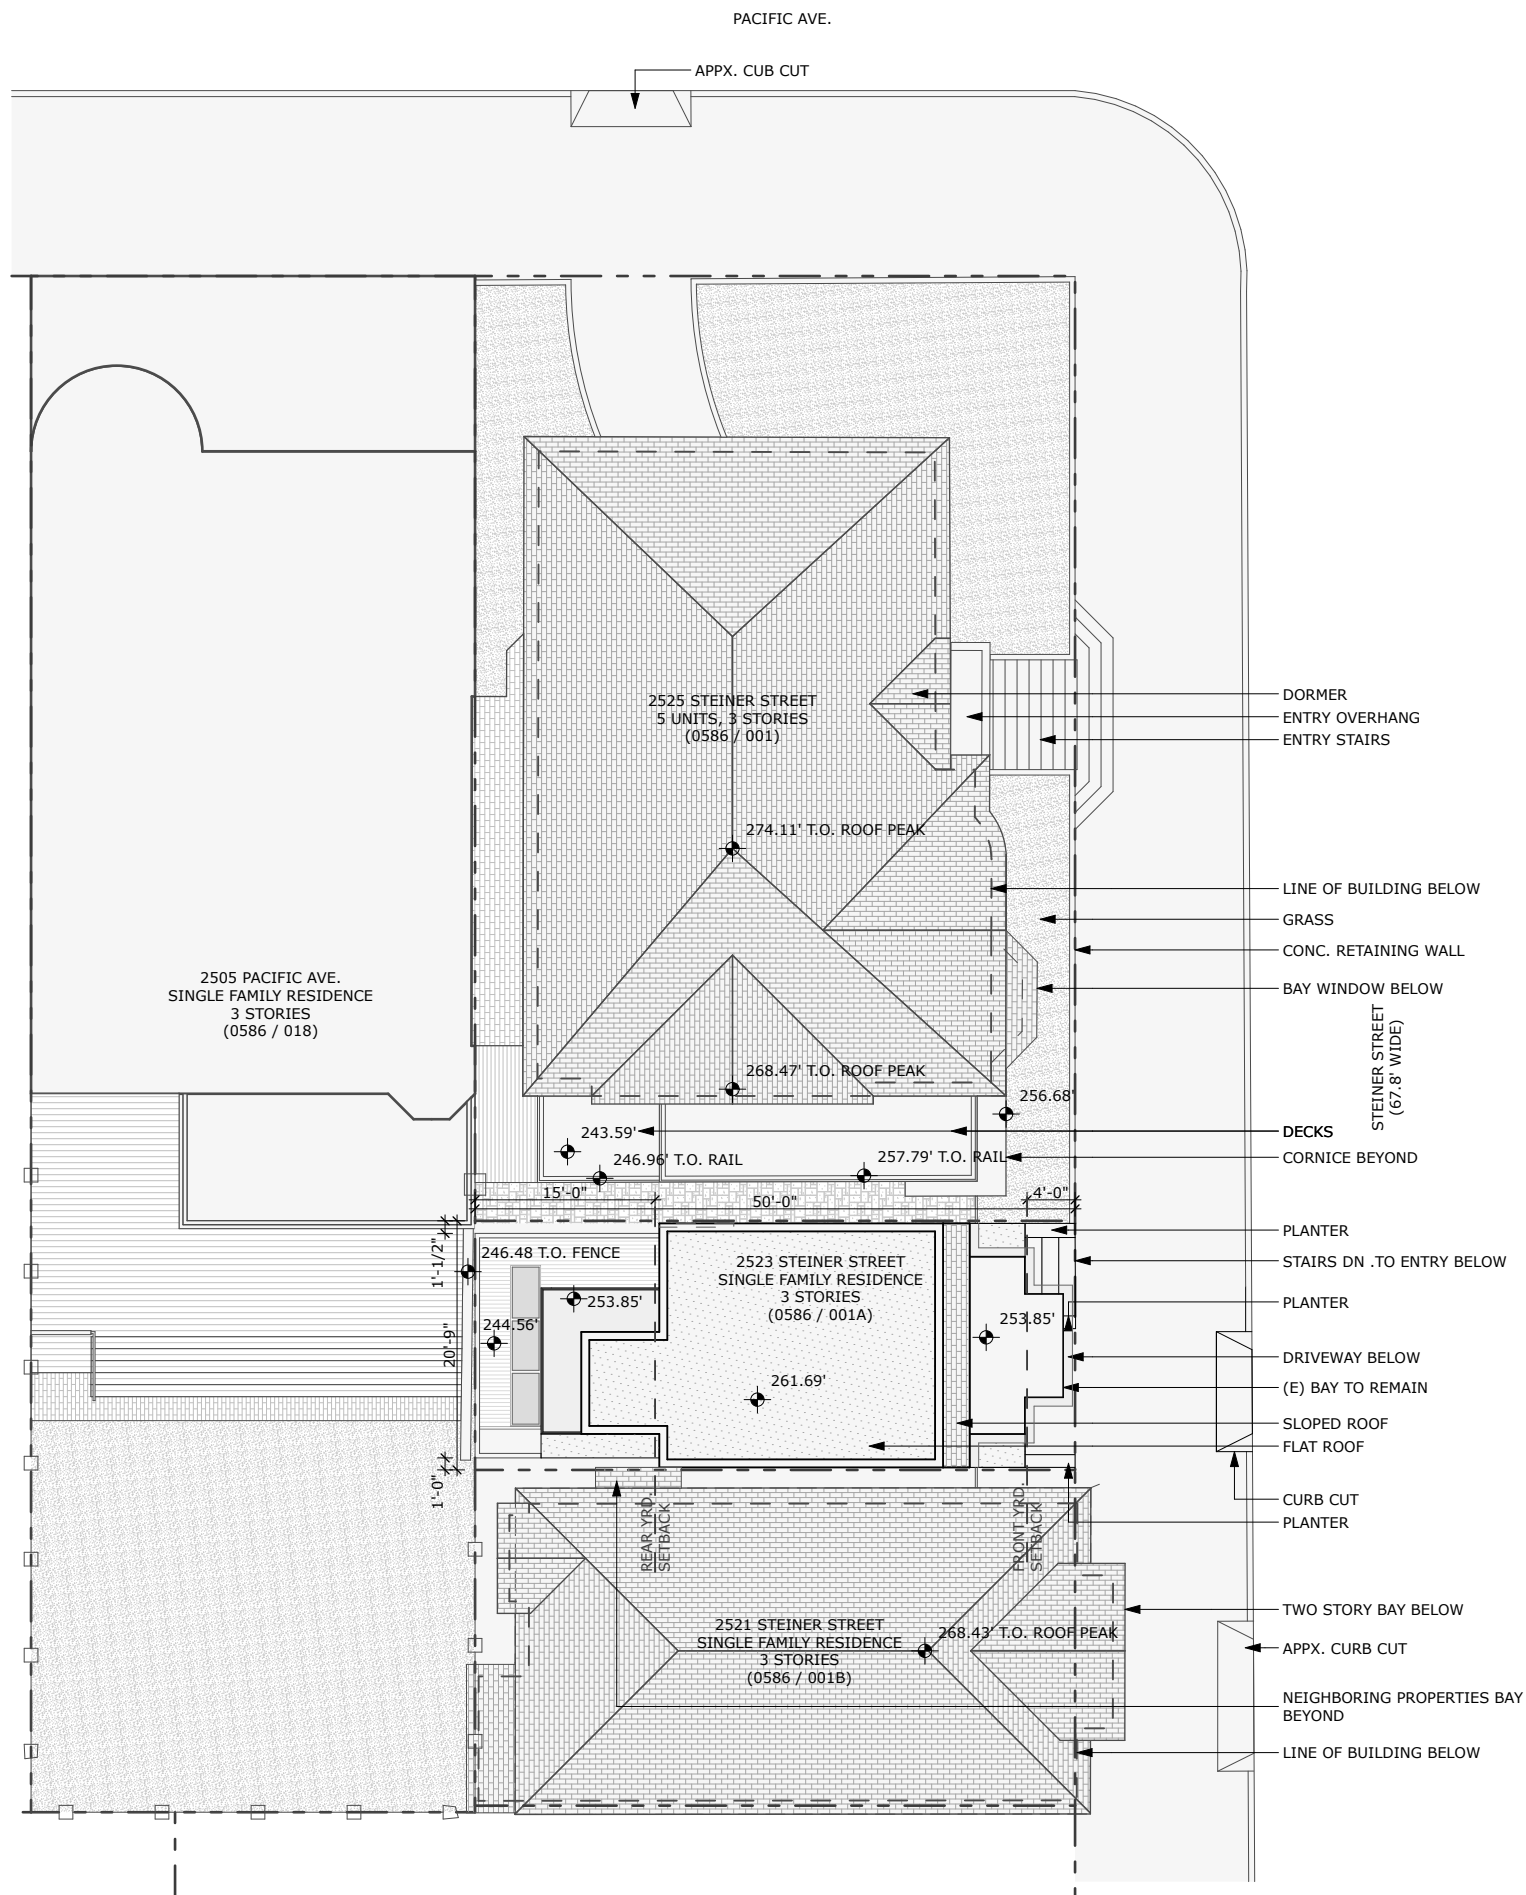 PACIFIC AVE.
APPX. CUB CUT
2525 STEINER STREET
5 UNITS, 3 STORIES
(0586 / 001)
DORMER
ENTRY OVERHANG
ENTRY STAIRS
274.11' T.O. ROOF PEAK
LINE OF BUILDING BELOW
GRASS
CONC. RETAINING WALL
2505 PACIFIC AVE.
SINGLE FAMILY RESIDENCE
3 STORIES
(0586 / 018)
BAY WINDOW BELOW
STEINER STREET
(67.8' WIDE)
268.47' T.O. ROOF PEAK
256.68'
243.59'
DECKS
246.96' T.O. RAIL
257.79' T.O. RAIL
CORNICE BEYOND
15'-0"
50'-0"
4'-0"
PLANTER
1'-1/2"
246.48 T.O. FENCE
2523 STEINER STREET
SINGLE FAMILY RESIDENCE
3 STORIES
(0586 / 001A)
STAIRS DN .TO ENTRY BELOW
253.85'
PLANTER
244.56'
253.85'
20'-9"
DRIVEWAY BELOW
261.69'
(E) BAY TO REMAIN
SLOPED ROOF
FLAT ROOF
1'-0"
CURB CUT
PLANTER
REAR YRD.
SETBACK
FRONT YRD.
SETBACK
TWO STORY BAY BELOW
2521 STEINER STREET
SINGLE FAMILY RESIDENCE
3 STORIES
(0586 / 001B)
268.43' T.O. ROOF PEAK
APPX. CURB CUT
NEIGHBORING PROPERTIES BAY
BEYOND
LINE OF BUILDING BELOW